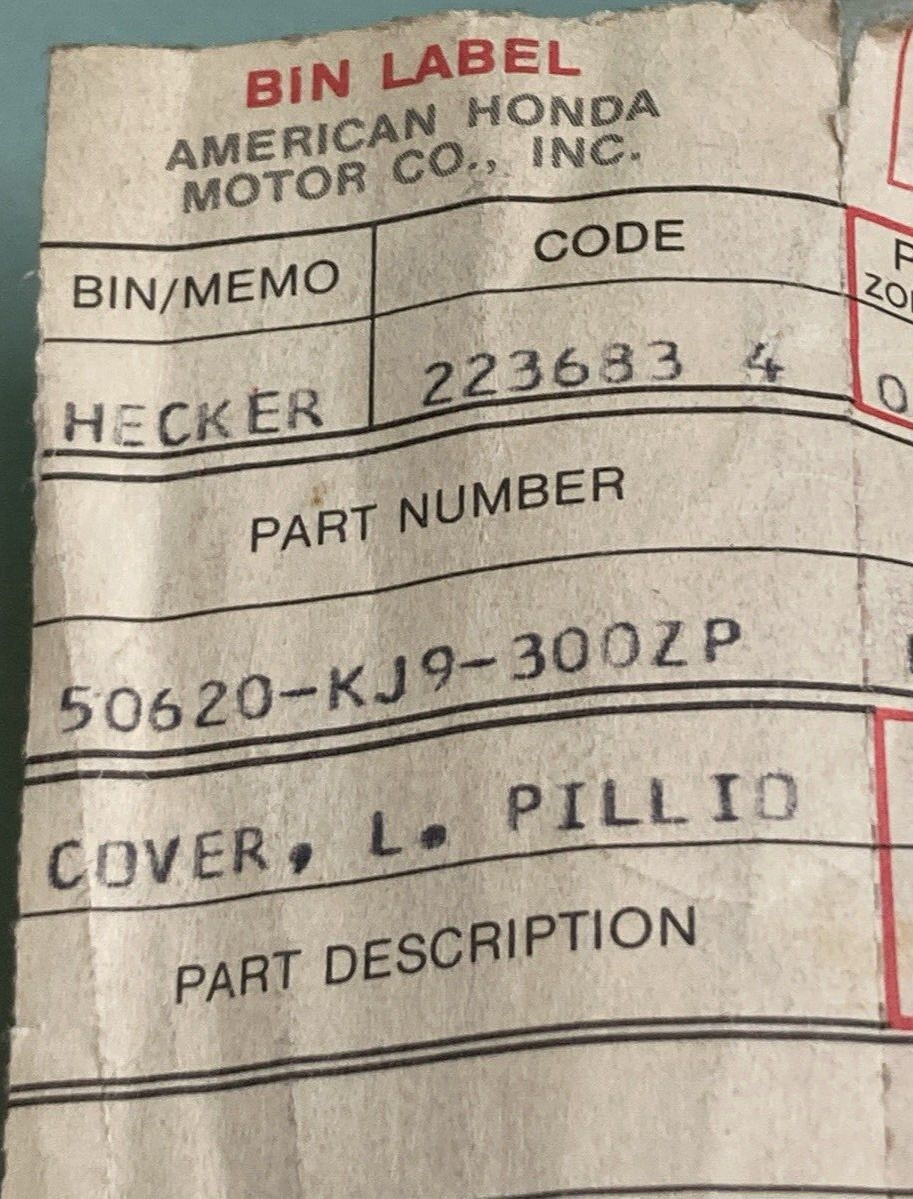 BIN LABEL
AMERICAN HONDA
MOTOR CO., INC.
BIN/MEMO CODE
HECKER 223683 4
PART NUMBER
50620-KJ9-300ZP
COVER, L. PILLIO
PART DESCRIPTION